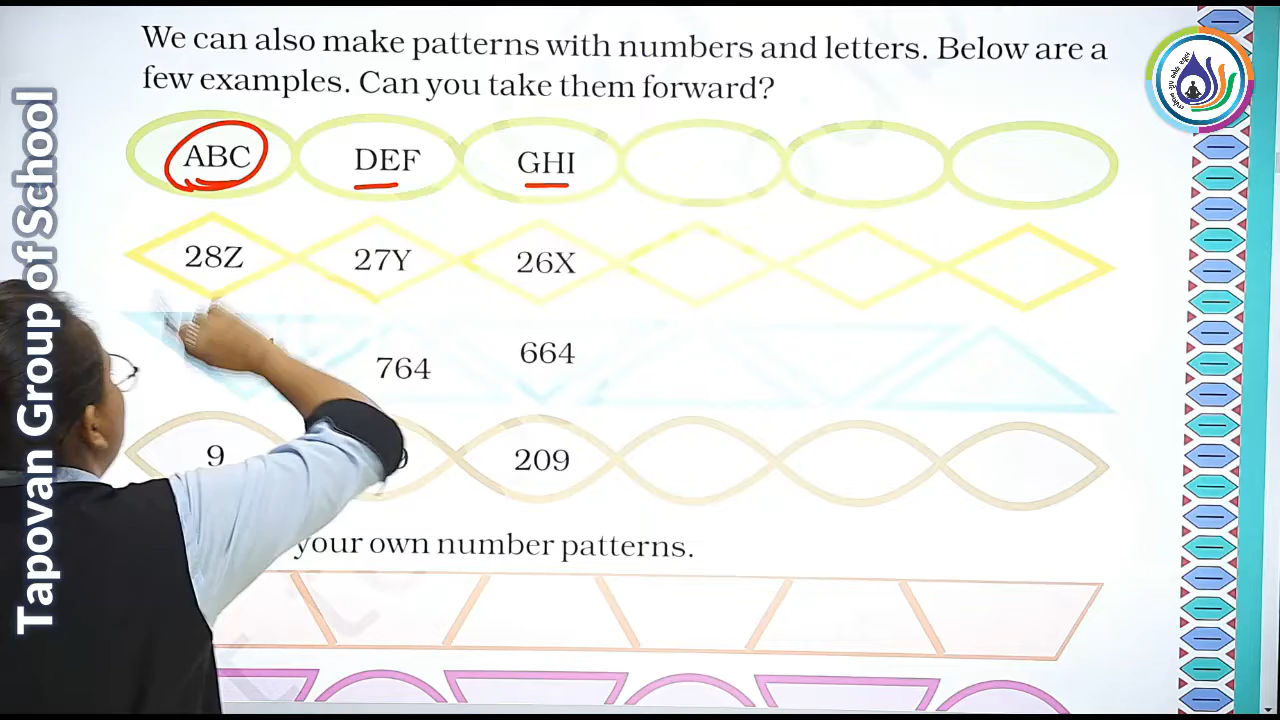 We can also make patterns with numbers and letters. Below are a
few examples. Can you take them forward?
ABC DEF GHI
28Z 27Y 26X
764 664
9 209
your own number patterns.
Tapovan Group of School